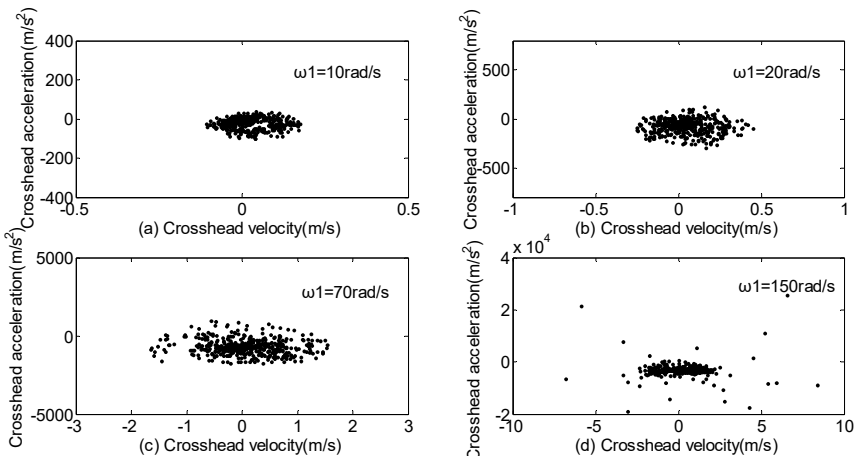 Crosshead acceleration(m/s²)
400
200
0
-200
-400
ω1=10rad/s
-0.5
0
0.5
(a) Crosshead velocity(m/s)
Crosshead acceleration(m/s²)
500
0
-500
ω1=20rad/s
-1
-0.5
0
0.5
1
(b) Crosshead velocity(m/s)
Crosshead acceleration(m/s²)
5000
0
-5000
ω1=70rad/s
-3
-2
-1
0
1
2
3
(c) Crosshead velocity(m/s)
Crosshead acceleration(m/s²)
x 10⁴
4
2
0
-2
ω1=150rad/s
-10
-5
0
5
10
(d) Crosshead velocity(m/s)